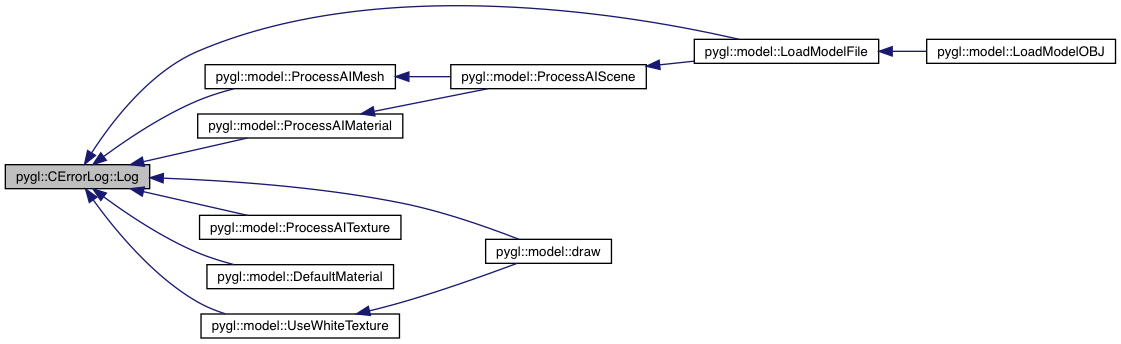 pygl::model::LoadModelFile
pygl::model::LoadModelOBJ
pygl::model::ProcessAIMesh
pygl::model::ProcessAIScene
pygl::model::ProcessAIMaterial
pygl::CErrorLog::Log
pygl::model::ProcessAITexture
pygl::model::draw
pygl::model::DefaultMaterial
pygl::model::UseWhiteTexture